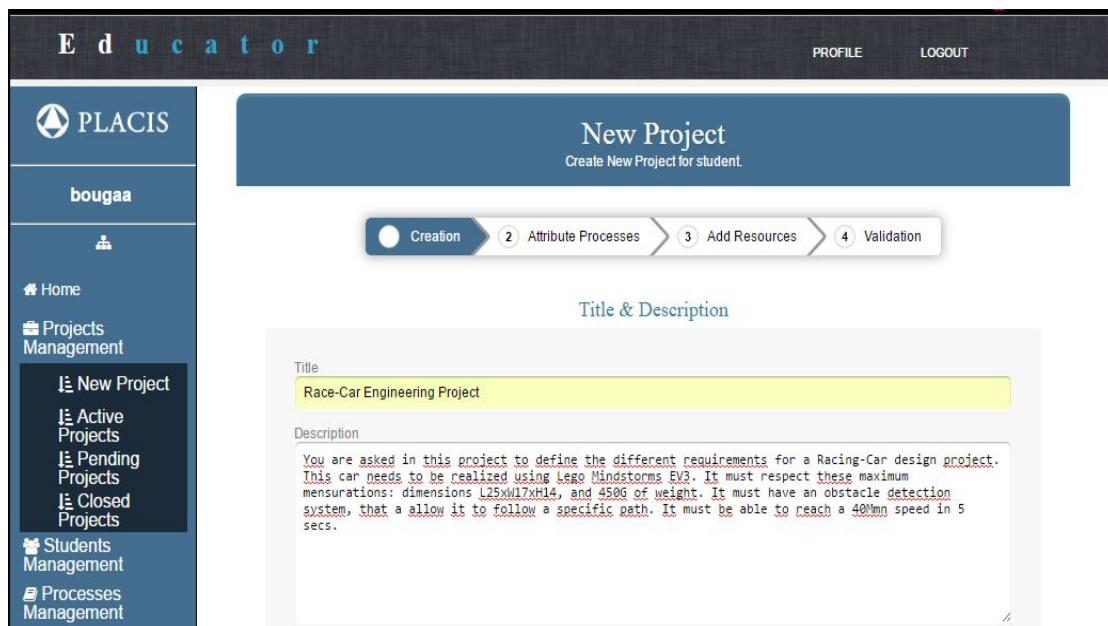 Educator
PROFILE LOGOUT
PLACIS
bougaa
Home
Projects
Management
New Project
Active
Projects
Pending
Projects
Closed
Projects
Students
Management
Processes
Management
New Project
Create New Project for student.
Creation 2 Attribute Processes 3 Add Resources 4 Validation
Title & Description
Title
Race-Car Engineering Project
Description
You are asked in this project to define the different requirements for a Racing-Car design project.
This car needs to be realized using Lego Mindstorms EV3. It must respect these maximum
mensurations: dimensions L25xW17xH14, and 450G of weight. It must have an obstacle detection
system, that a allow it to follow a specific path. It must be able to reach a 40Mmn speed in 5
secs.